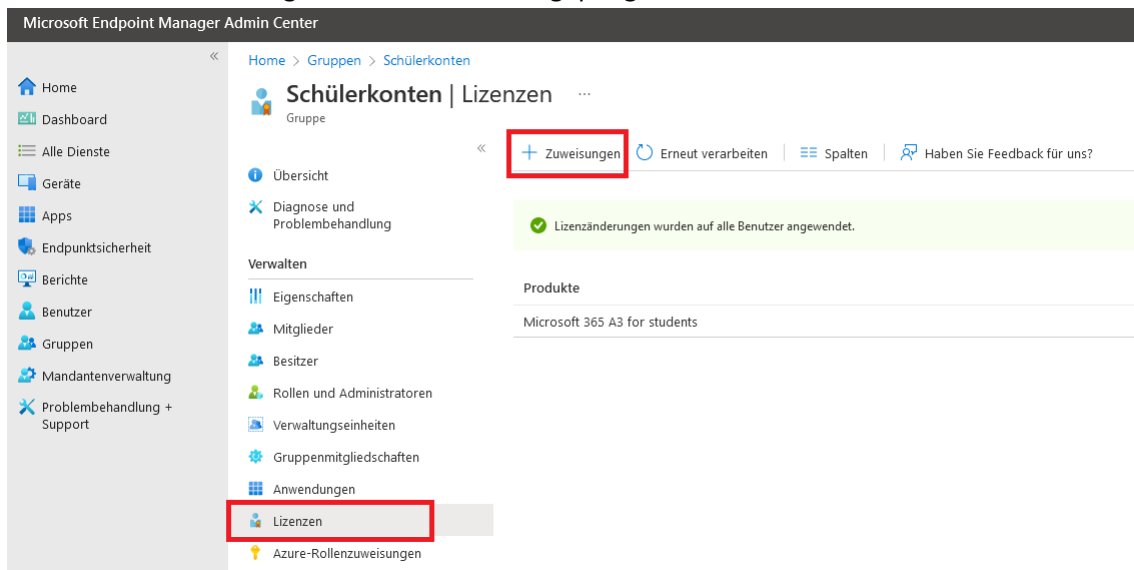 Microsoft Endpoint Manager Admin Center
«
Home
Dashboard
Alle Dienste
Geräte
Apps
Endpunktsicherheit
Berichte
Benutzer
Gruppen
Mandantenverwaltung
Problembehandlung +
Support
Home > Gruppen > Schülerkonten
Schülerkonten | Lizenzen ...
Gruppe
«
Übersicht
Diagnose und
Problembehandlung
Verwalten
Eigenschaften
Mitglieder
Besitzer
Rollen und Administratoren
Verwaltungseinheiten
Gruppenmitgliedschaften
Anwendungen
Lizenzen
Azure-Rollenzuweisungen
+ Zuweisungen Erneut verarbeiten Spalten Haben Sie Feedback für uns?
Lizenzänderungen wurden auf alle Benutzer angewendet.
Produkte
Microsoft 365 A3 for students